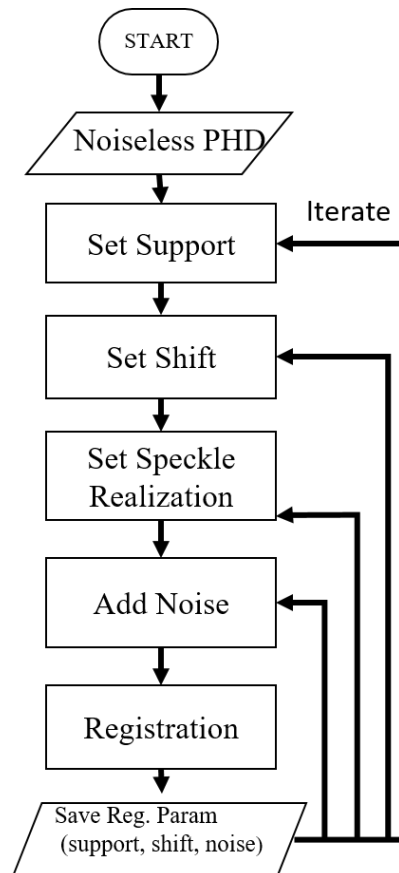 START
Noiseless PHD
Iterate
Set Support
Set Shift
Set Speckle
Realization
Add Noise
Registration
Save Reg. Param
(support, shift, noise)